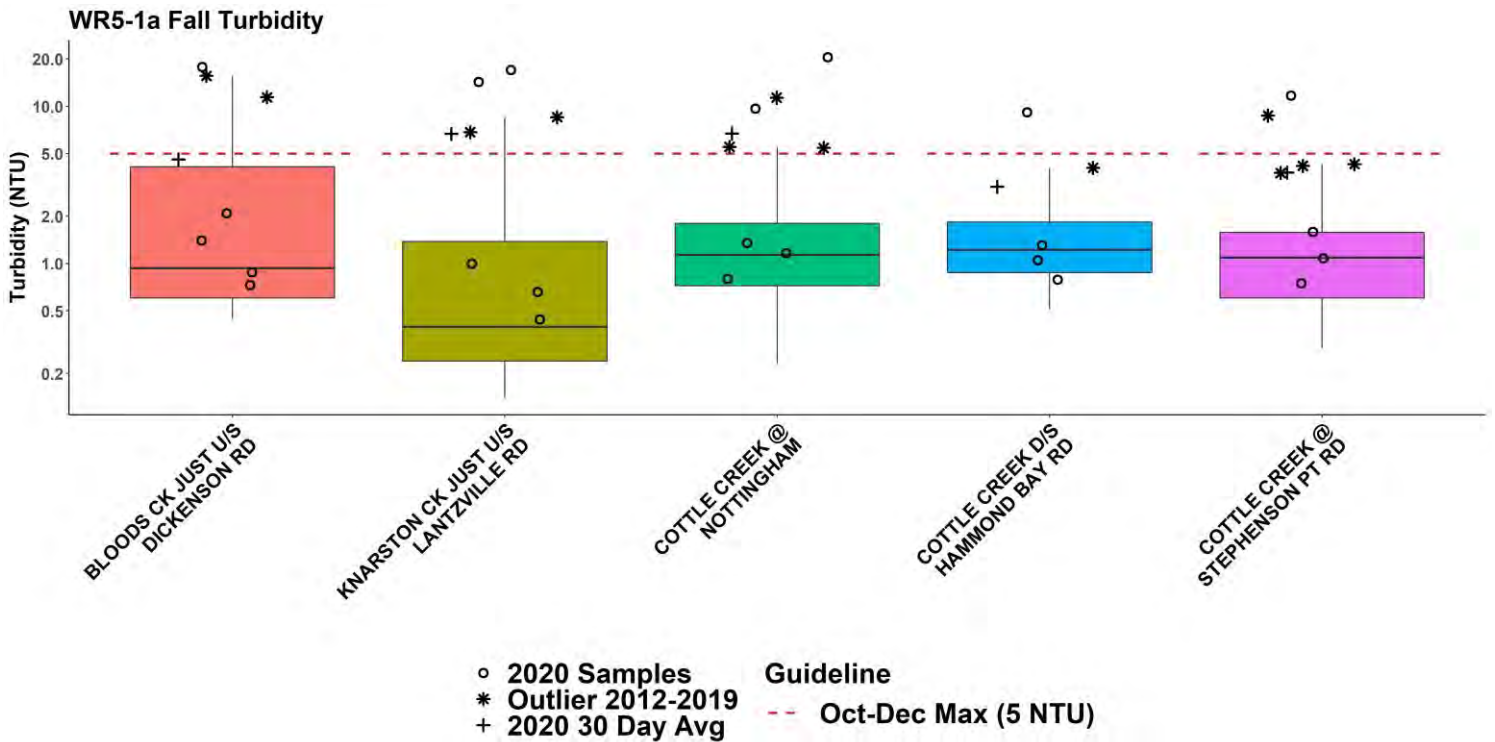 WR5-1a Fall Turbidity
Turbidity (NTU)
20.0
10.0
5.0
2.0
1.0
0.5
0.2
BLOODS CK JUST U/S
DICKENSON RD
KNARSTON CK JUST U/S
LANTZVILLE RD
COTTLE CREEK @
NOTTINGHAM
COTTLE CREEK D/S
HAMMOND BAY RD
COTTLE CREEK @
STEPHENSON PT RD
2020 Samples
Outlier 2012-2019
2020 30 Day Avg
Guideline
Oct-Dec Max (5 NTU)